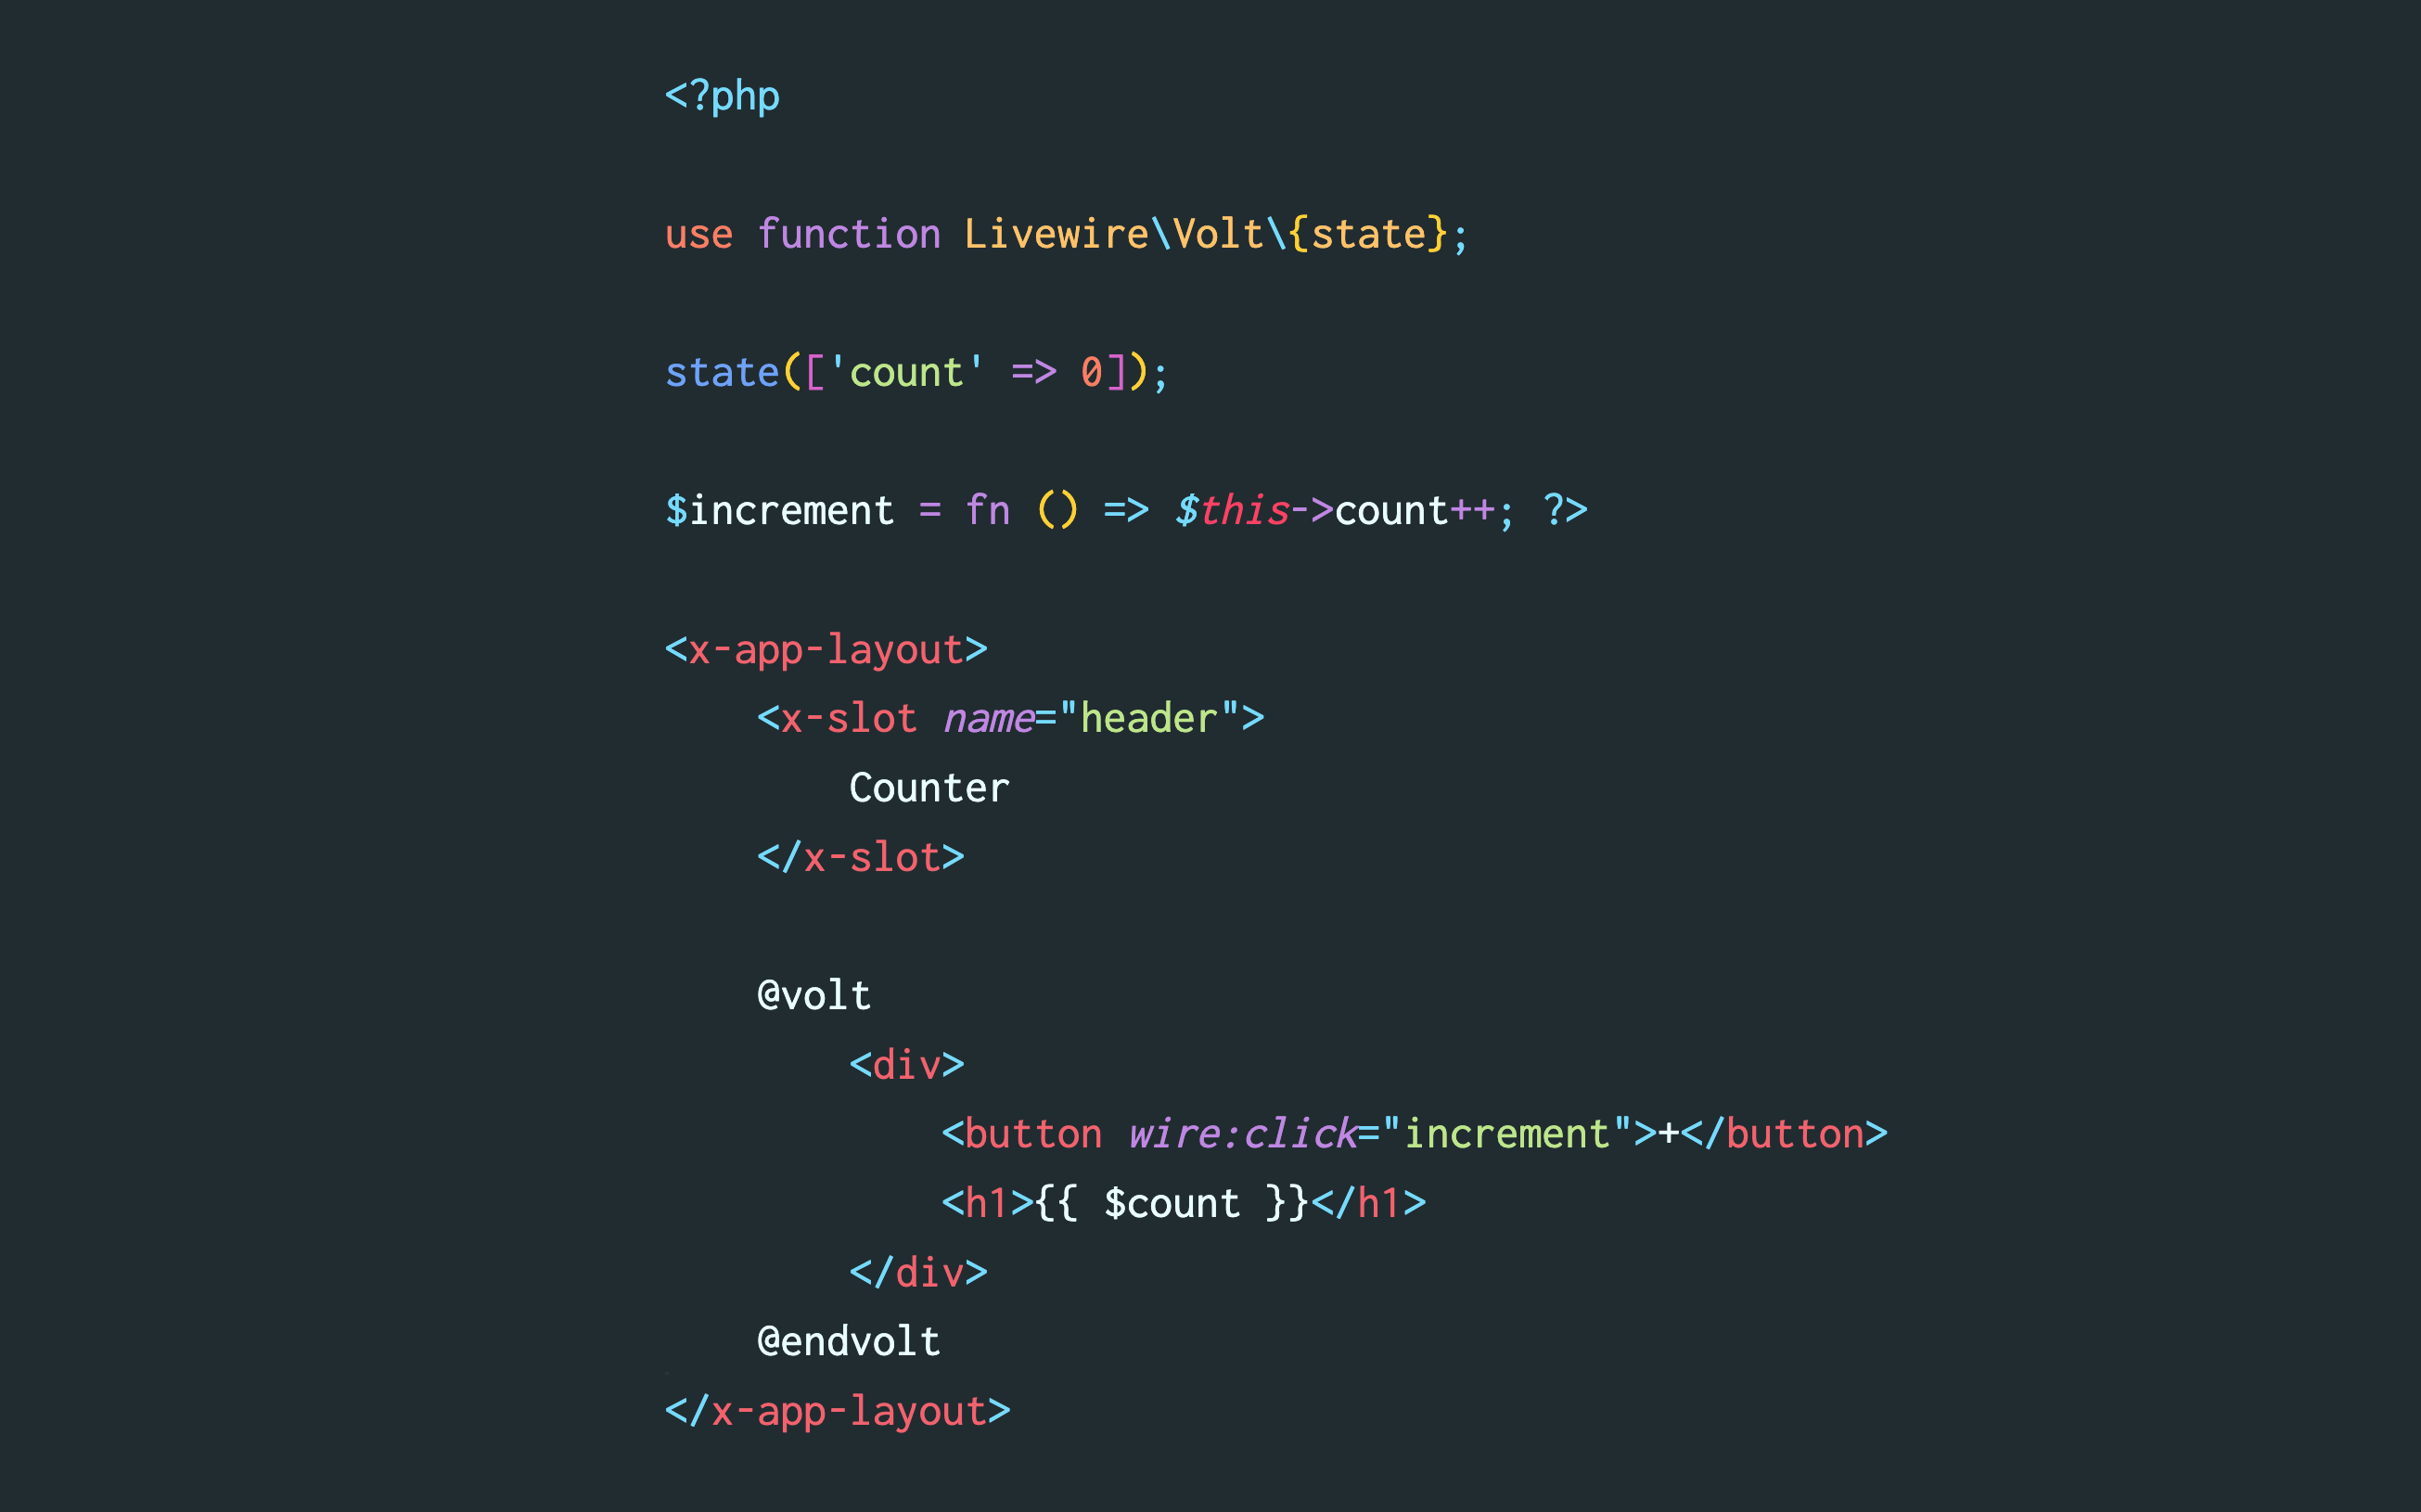 <?php

use function Livewire\Volt\{state};

state(['count' => 0]);

$increment = fn () => $this->count++; ?>

<x-app-layout>
    <x-slot name="header">
        Counter
    </x-slot>

    @volt
        <div>
            <button wire:click="increment">+</button>
            <h1>{{ $count }}</h1>
        </div>
    @endvolt
</x-app-layout>